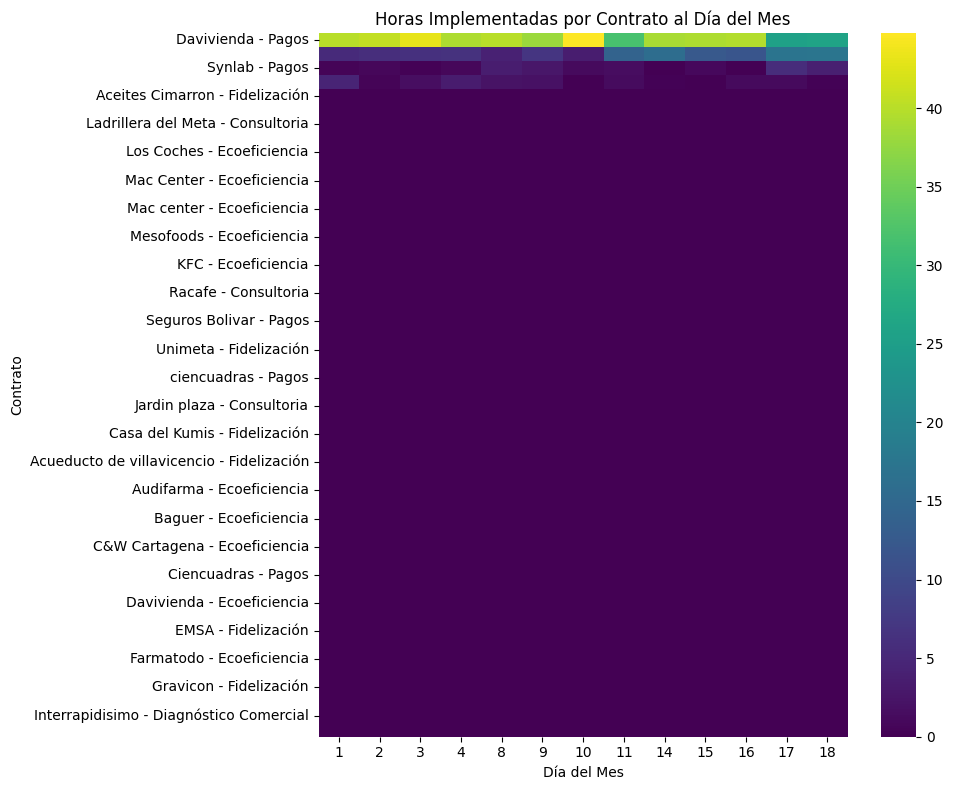 Horas Implementadas por Contrato al Día del Mes
Contrato
Davivienda - Pagos
Synlab - Pagos
Aceites Cimarron - Fidelización
Ladrillera del Meta - Consultoria
Los Coches - Ecoeficiencia
Mac Center - Ecoeficiencia
Mac center - Ecoeficiencia
Mesofoods - Ecoeficiencia
KFC - Ecoeficiencia
Racafe - Consultoria
Seguros Bolivar - Pagos
Unimeta - Fidelización
ciencuadras - Pagos
Jardin plaza - Consultoria
Casa del Kumis - Fidelización
Acueducto de villavicencio - Fidelización
Audifarma - Ecoeficiencia
Baguer - Ecoeficiencia
C&W Cartagena - Ecoeficiencia
Ciencuadras - Pagos
Davivienda - Ecoeficiencia
EMSA - Fidelización
Farmatodo - Ecoeficiencia
Gravicon - Fidelización
Interrapidisimo - Diagnóstico Comercial
1 2 3 4 8 9 10 11 14 15 16 17 18
Día del Mes
40
35
30
25
20
15
10
5
0